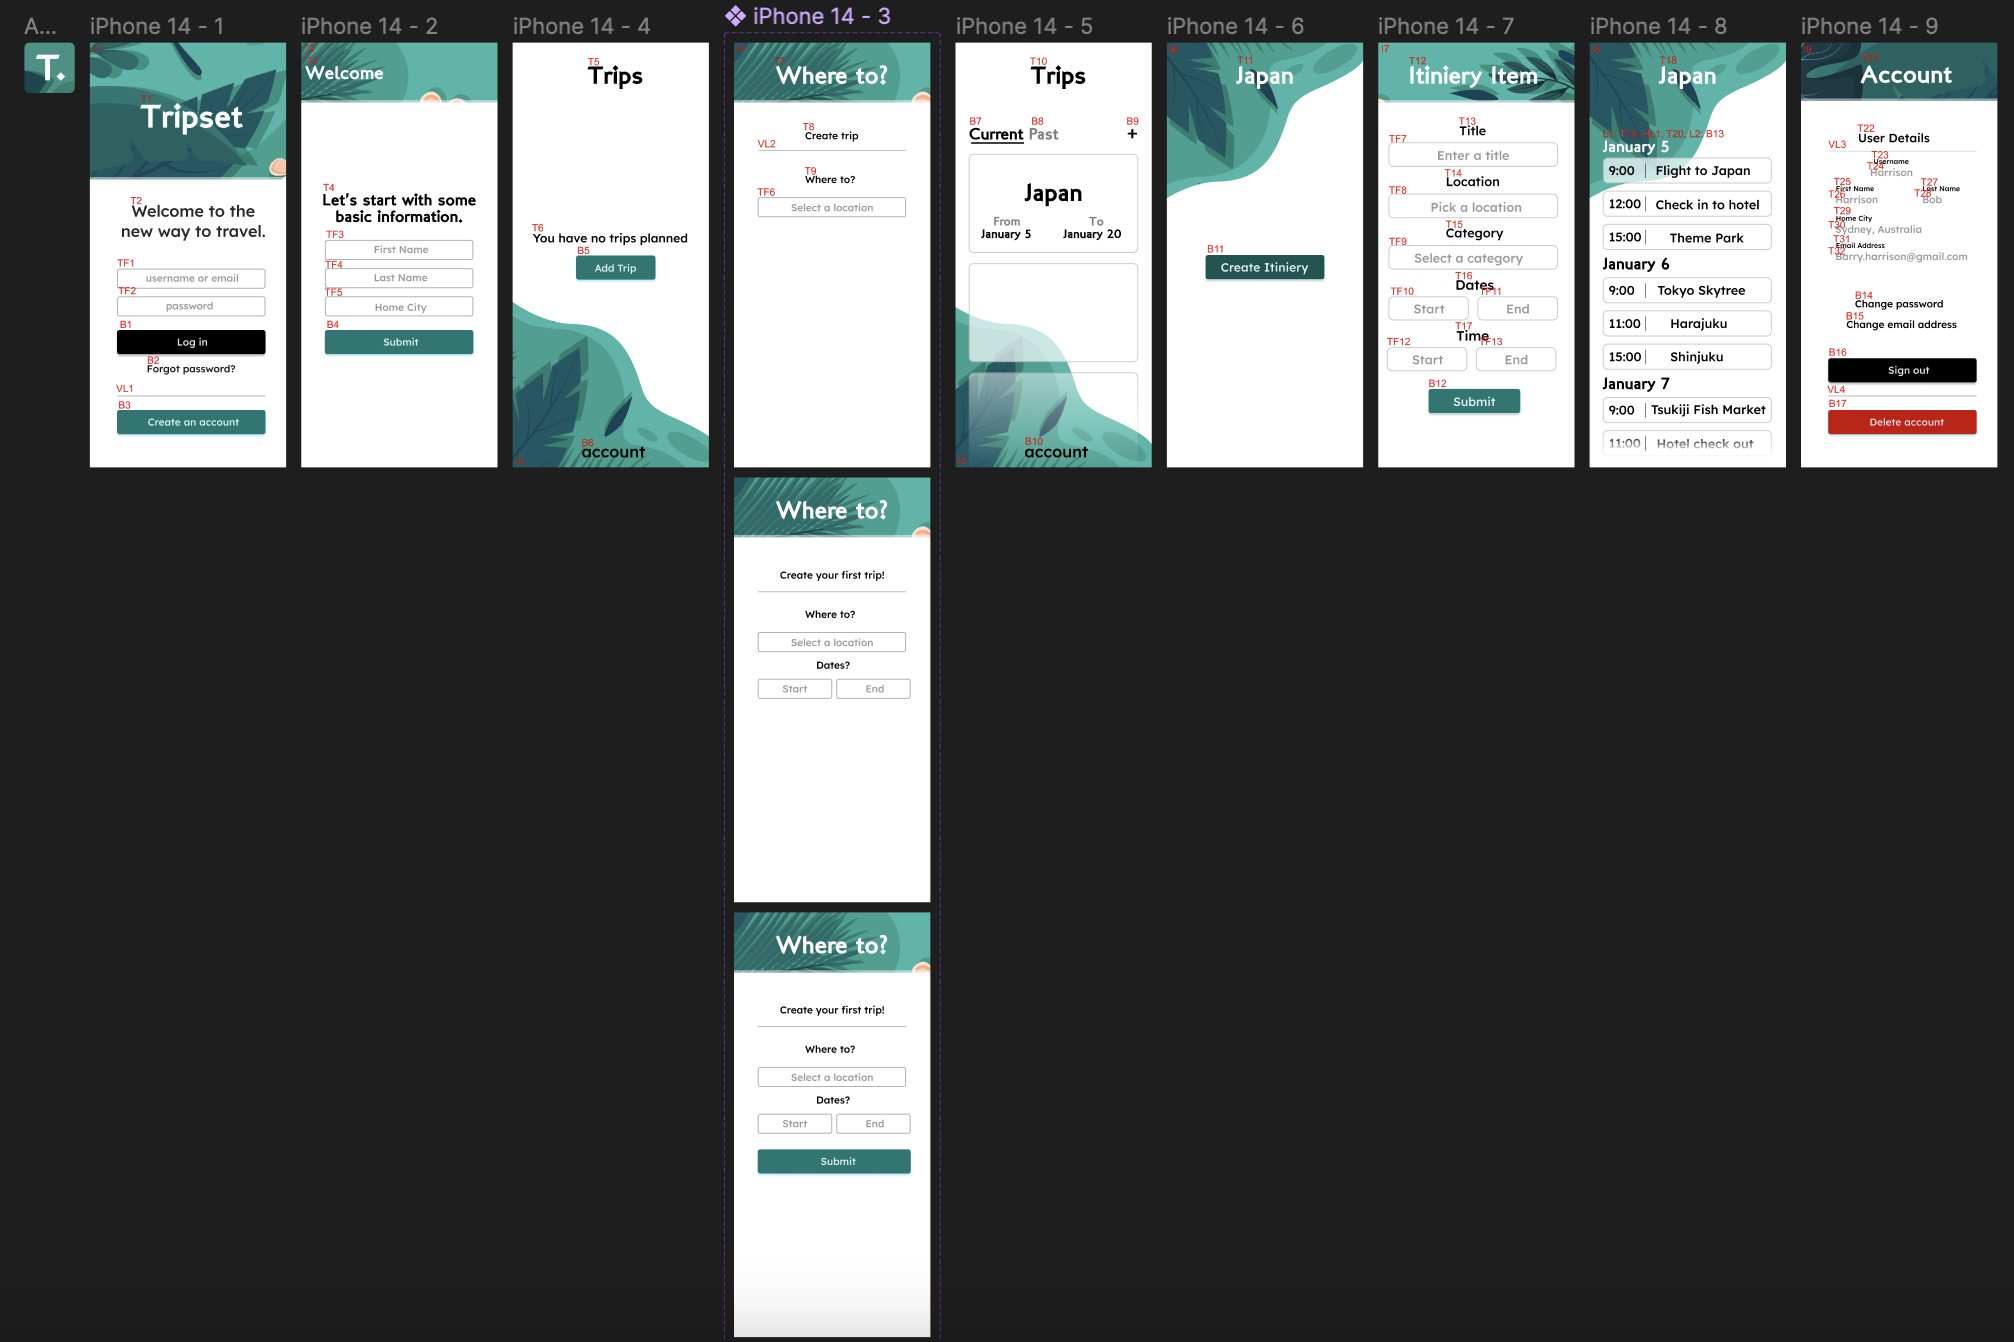 A...
T.
iPhone 14 - 1
T1
Tripset
T2
Welcome to the
new way to travel.
TF1
username or email
TF2
password
B1
Log in
B2
Forgot password?
VL1
B3
Create an account
iPhone 14 - 2
Welcome
T4
Let's start with some
basic information.
TF3
First Name
TF4
Last Name
TF5
Home City
B4
Submit
iPhone 14 - 4
T5
Trips
T6
You have no trips planned
B5
Add Trip
B6
account
iPhone 14 - 3
T7
Where to?
T8
Create trip
VL2
T9
Where to?
TF6
Select a location
Where to?
Create your first trip!
Where to?
Select a location
Dates?
Start End
Where to?
Create your first trip!
Where to?
Select a location
Dates?
Start End
Submit
iPhone 14 - 5
T10
Trips
B7 B8 B9
Current Past +
Japan
From To
January 5 January 20
B10
account
iPhone 14 - 6
T11
Japan
B11
Create Itiniery
iPhone 14 - 7
I7
T12
Itiniery Item
T13
Title
TF7
Enter a title
T14
Location
TF8
Pick a location
T15
Category
TF9
Select a category
T16
Dates
TF10 TF11
Start End
T17
Time
TF12 TF13
Start End
B12
Submit
iPhone 14 - 8
T18
Japan
T20, L2, B13
January 5
9:00 Flight to Japan
12:00 Check in to hotel
15:00 Theme Park
January 6
9:00 Tokyo Skytree
11:00 Harajuku
15:00 Shinjuku
January 7
9:00 Tsukiji Fish Market
11:00 Hotel check out
iPhone 14 - 9
I9
T21
Account
T22
User Details
VL3
T23
Username
T24
Harrison
T25 T27
First Name Last Name
T26 T28
Harrison Bob
T29
Home City
T30
Sydney, Australia
T31
Email Address
T32
Barry.harrison@gmail.com
B14
Change password
B15
Change email address
B16
Sign out
VL4
B17
Delete account